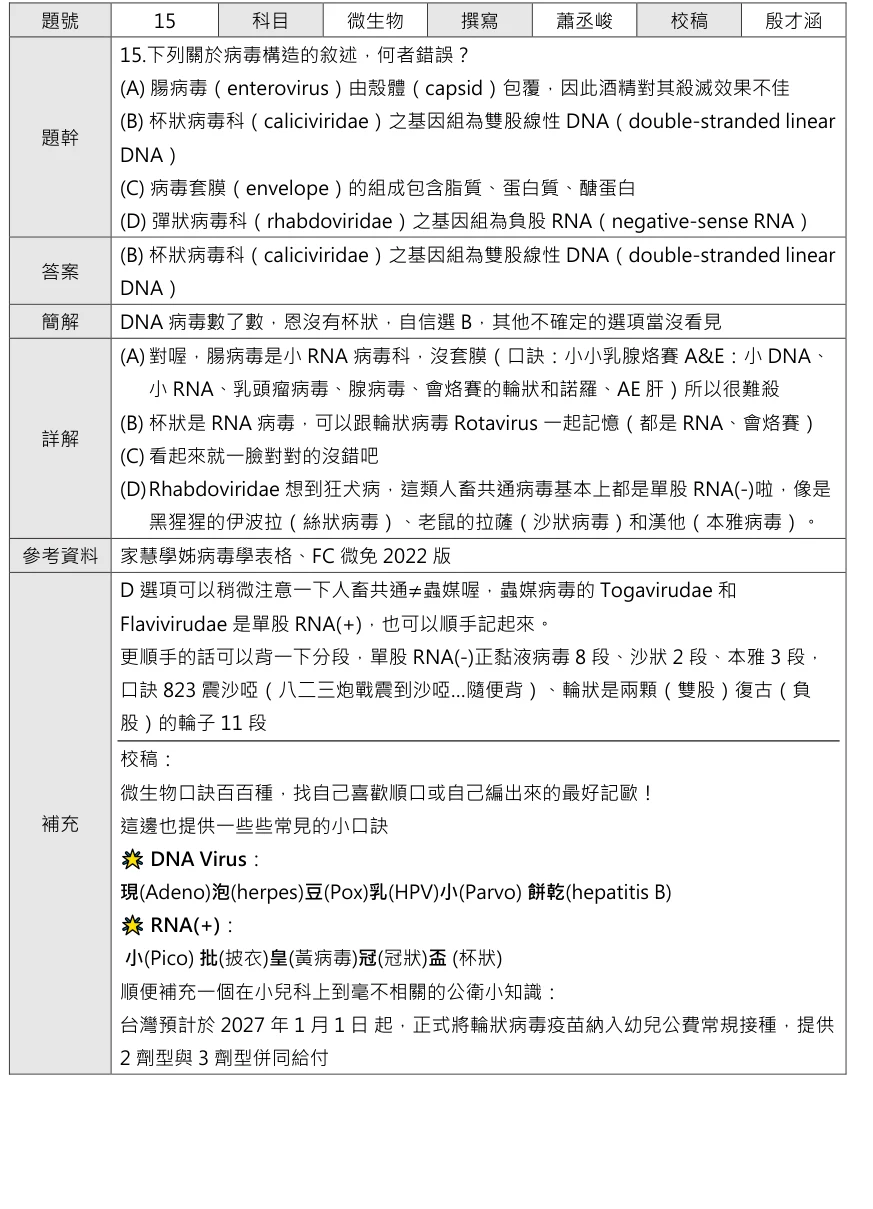 題號 15 科目 微生物 撰寫 蕭丞峻 校稿 殷才涵
題幹
15.下列關於病毒構造的敘述，何者錯誤？
(A) 腸病毒（enterovirus）由殼體（capsid）包覆，因此酒精對其殺滅效果不佳
(B) 杯狀病毒科（caliciviridae）之基因組為雙股線性 DNA（double-stranded linear
DNA）
(C) 病毒套膜（envelope）的組成包含脂質、蛋白質、醣蛋白
(D) 彈狀病毒科（rhabdoviridae）之基因組為負股 RNA（negative-sense RNA）
答案
(B) 杯狀病毒科（caliciviridae）之基因組為雙股線性 DNA（double-stranded linear
DNA）
簡解 DNA 病毒數了數，恩沒有杯狀，自信選 B，其他不確定的選項當沒看見
詳解
(A) 對喔，腸病毒是小 RNA 病毒科，沒套膜（口訣：小小乳腺烙賽 A&E：小 DNA、
小 RNA、乳頭瘤病毒、腺病毒、會烙賽的輪狀和諾羅、AE 肝）所以很難殺
(B) 杯狀是 RNA 病毒，可以跟輪狀病毒 Rotavirus 一起記憶（都是 RNA、會烙賽）
(C) 看起來就一臉對對的沒錯吧
(D)Rhabdoviridae 想到狂犬病，這類人畜共通病毒基本上都是單股 RNA(-)啦，像是
黑猩猩的伊波拉（絲狀病毒）、老鼠的拉薩（沙狀病毒）和漢他（本雅病毒）。
參考資料 家慧學姊病毒學表格、FC 微免 2022 版
補充
D 選項可以稍微注意一下人畜共通≠蟲媒喔，蟲媒病毒的 Togavirudae 和
Flavivirudae 是單股 RNA(+)，也可以順手記起來。
更順手的話可以背一下分段，單股 RNA(-)正黏液病毒 8 段、沙狀 2 段、本雅 3 段，
口訣 823 震沙啞（八二三炮戰震到沙啞...隨便背）、輪狀是兩顆（雙股）復古（負
股）的輪子 11 段
校稿：
微生物口訣百百種，找自己喜歡順口或自己編出來的最好記歐！
這邊也提供一些些常見的小口訣
DNA Virus：
現(Adeno)泡(herpes)豆(Pox)乳(HPV)小(Parvo) 餅乾(hepatitis B)
RNA(+)：
小(Pico) 批(披衣)皇(黃病毒)冠(冠狀)盃 (杯狀)
順便補充一個在小兒科上到毫不相關的公衛小知識：
台灣預計於 2027 年 1 月 1 日 起，正式將輪狀病毒疫苗納入幼兒公費常規接種，提供
2 劑型與 3 劑型併同給付